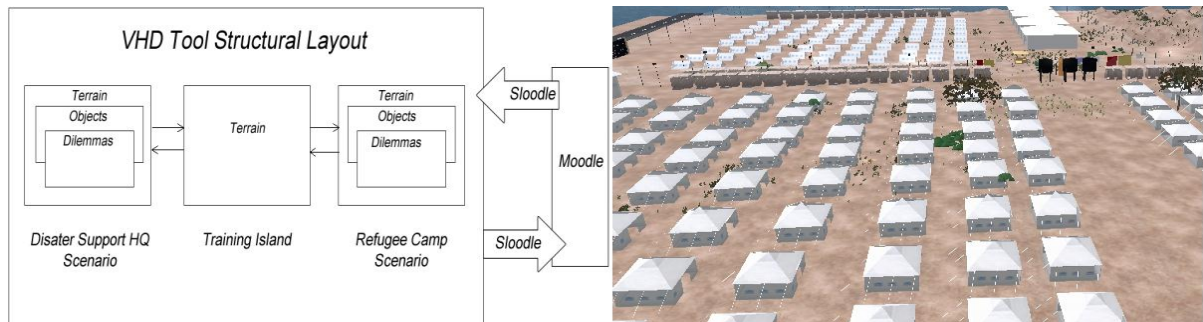 VHD Tool Structural Layout
Terrain
Objects
Dilemmas
Terrain
Terrain
Objects
Dilemmas
Disater Support HQ
Scenario
Training Island
Refugee Camp
Scenario
Sloodle
Moodle
Sloodle